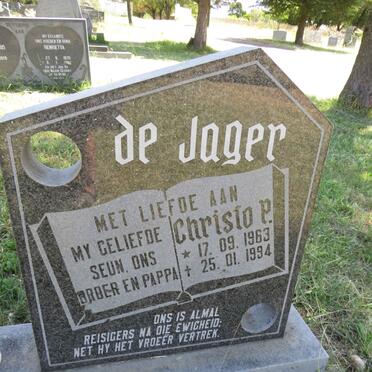 de Jager
MET LIEFDE AAN
MY GELIEFDE
SEUN, ONS
BROER EN PAPPA
Christo P.
* 17. 09. 1963
+ 25. 01. 1994
ONS IS ALMAL
REISIGERS NA DIE EWIGHEID;
NET HY HET VROEËR VERTREK.
HENRIETTA